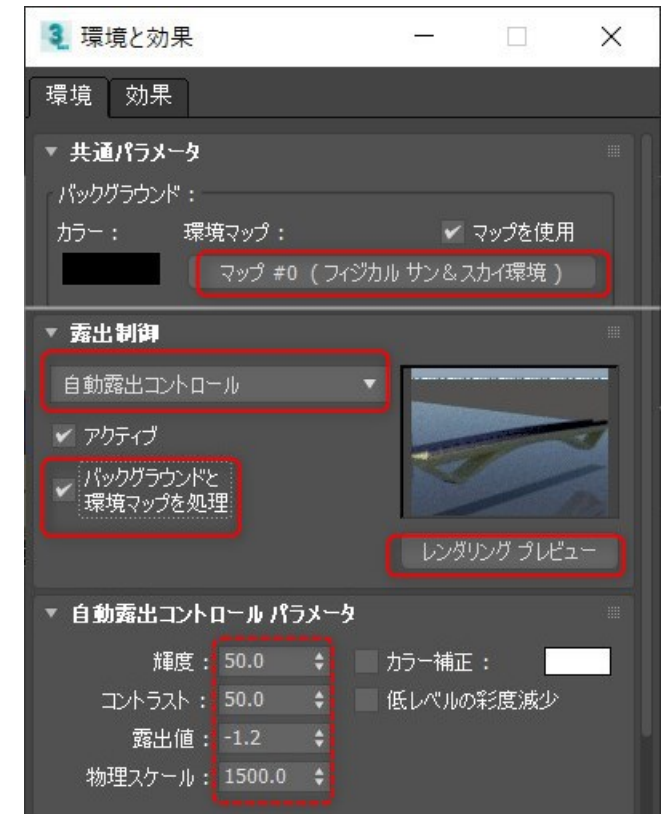 環境と効果
環境 効果
共通パラメータ
バックグラウンド :
カラー : 環境マップ : マップを使用
マップ #0 ( フィジカル サン＆スカイ環境 )
露出制御
自動露出コントロール
アクティブ
バックグラウンドと
環境マップを処理
レンダリング プレビュー
自動露出コントロール パラメータ
輝度 : 50.0 カラー補正 :
コントラスト : 50.0 低レベルの彩度減少
露出値 : -1.2
物理スケール : 1500.0